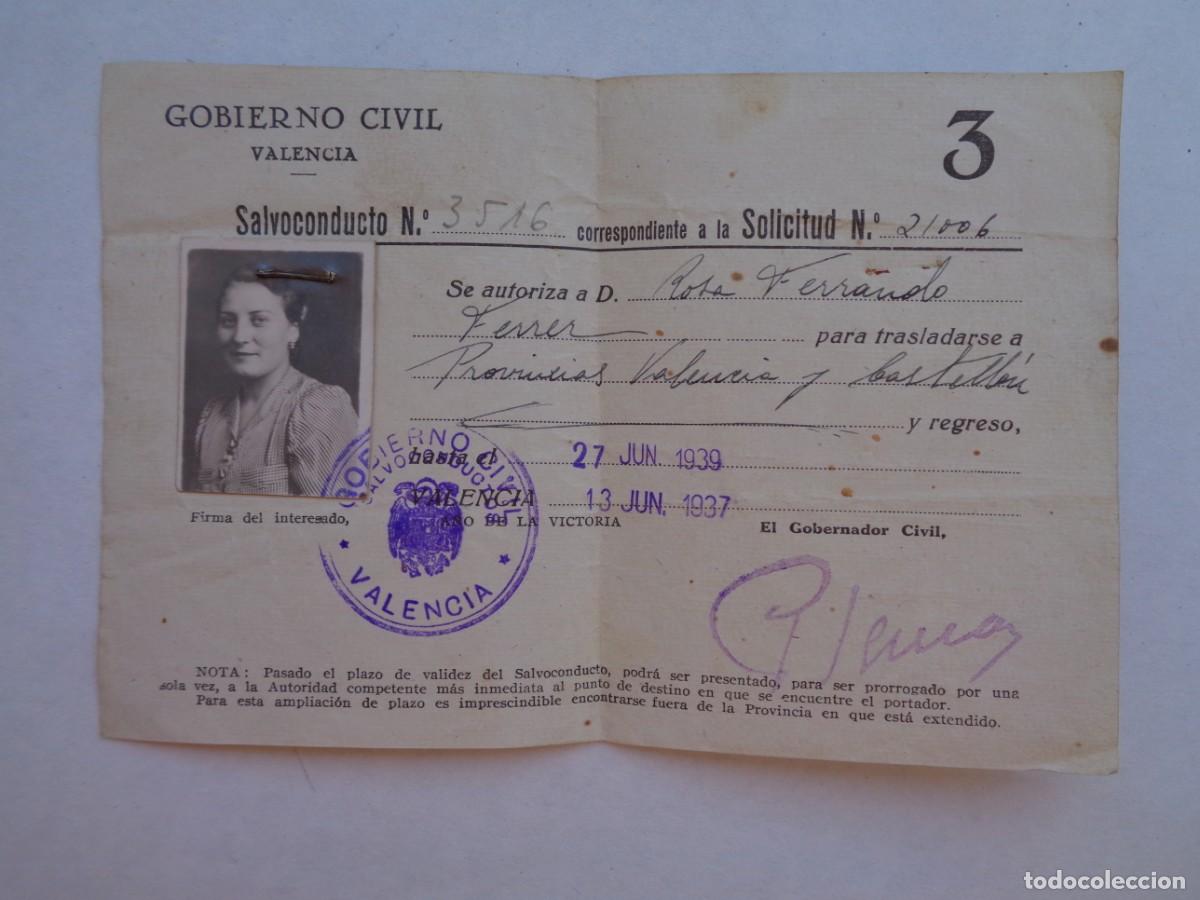 GOBIERNO CIVIL
VALENCIA
3
Salvoconducto N.º 3516 correspondiente a la Solicitud N.º 21006
Se autoriza a D. Rosa Ferrando
Ferrer para trasladarse a
Provincias Valencia y Castellón
y regreso,
hasta el 27 JUN. 1939
VALENCIA 13 JUN. 1937
Firma del interesado, AÑO DE LA VICTORIA El Gobernador Civil,
GOBIERNO CIVIL
SALVOCONDUCTOS
★ VALENCIA ★
NOTA: Pasado el plazo de validez del Salvoconducto, podrá ser presentado, para ser prorrogado por una
sola vez, a la Autoridad competente más inmediata al punto de destino en que se encuentre el portador.
Para esta ampliación de plazo es imprescindible encontrarse fuera de la Provincia en que está extendido.
todocoleccion